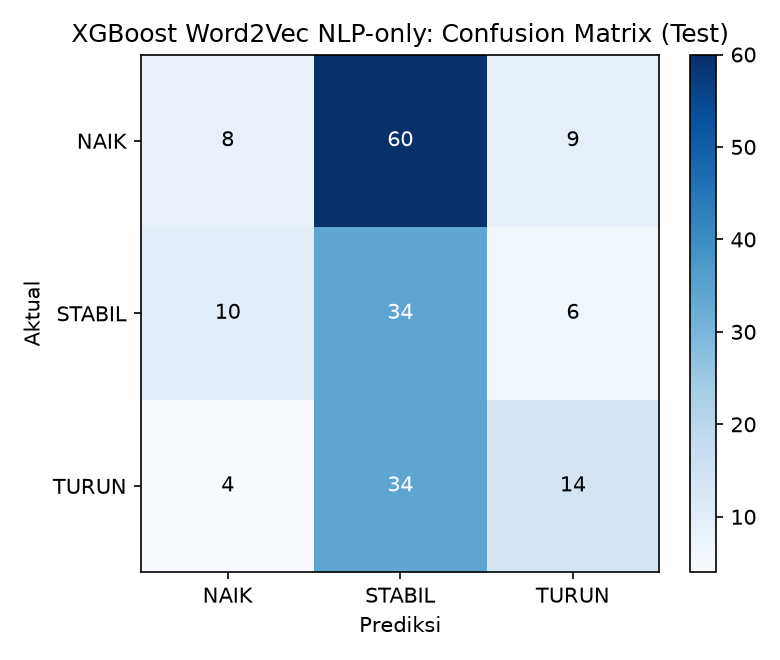 XGBoost Word2Vec NLP-only: Confusion Matrix (Test)
NAIK 8 60 9
STABIL 10 34 6
TURUN 4 34 14
NAIK STABIL TURUN
Prediksi
Aktual
60
50
40
30
20
10